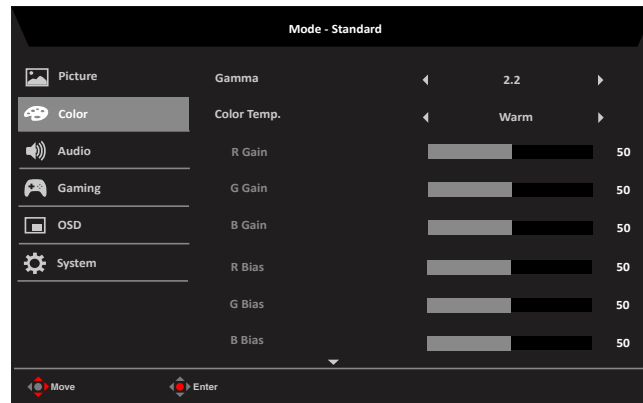 Mode - Standard
Picture
Gamma 2.2
Color
Color Temp. Warm
Audio
R Gain 50
Gaming
G Gain 50
OSD
B Gain 50
System
R Bias 50
G Bias 50
B Bias 50
Move Enter